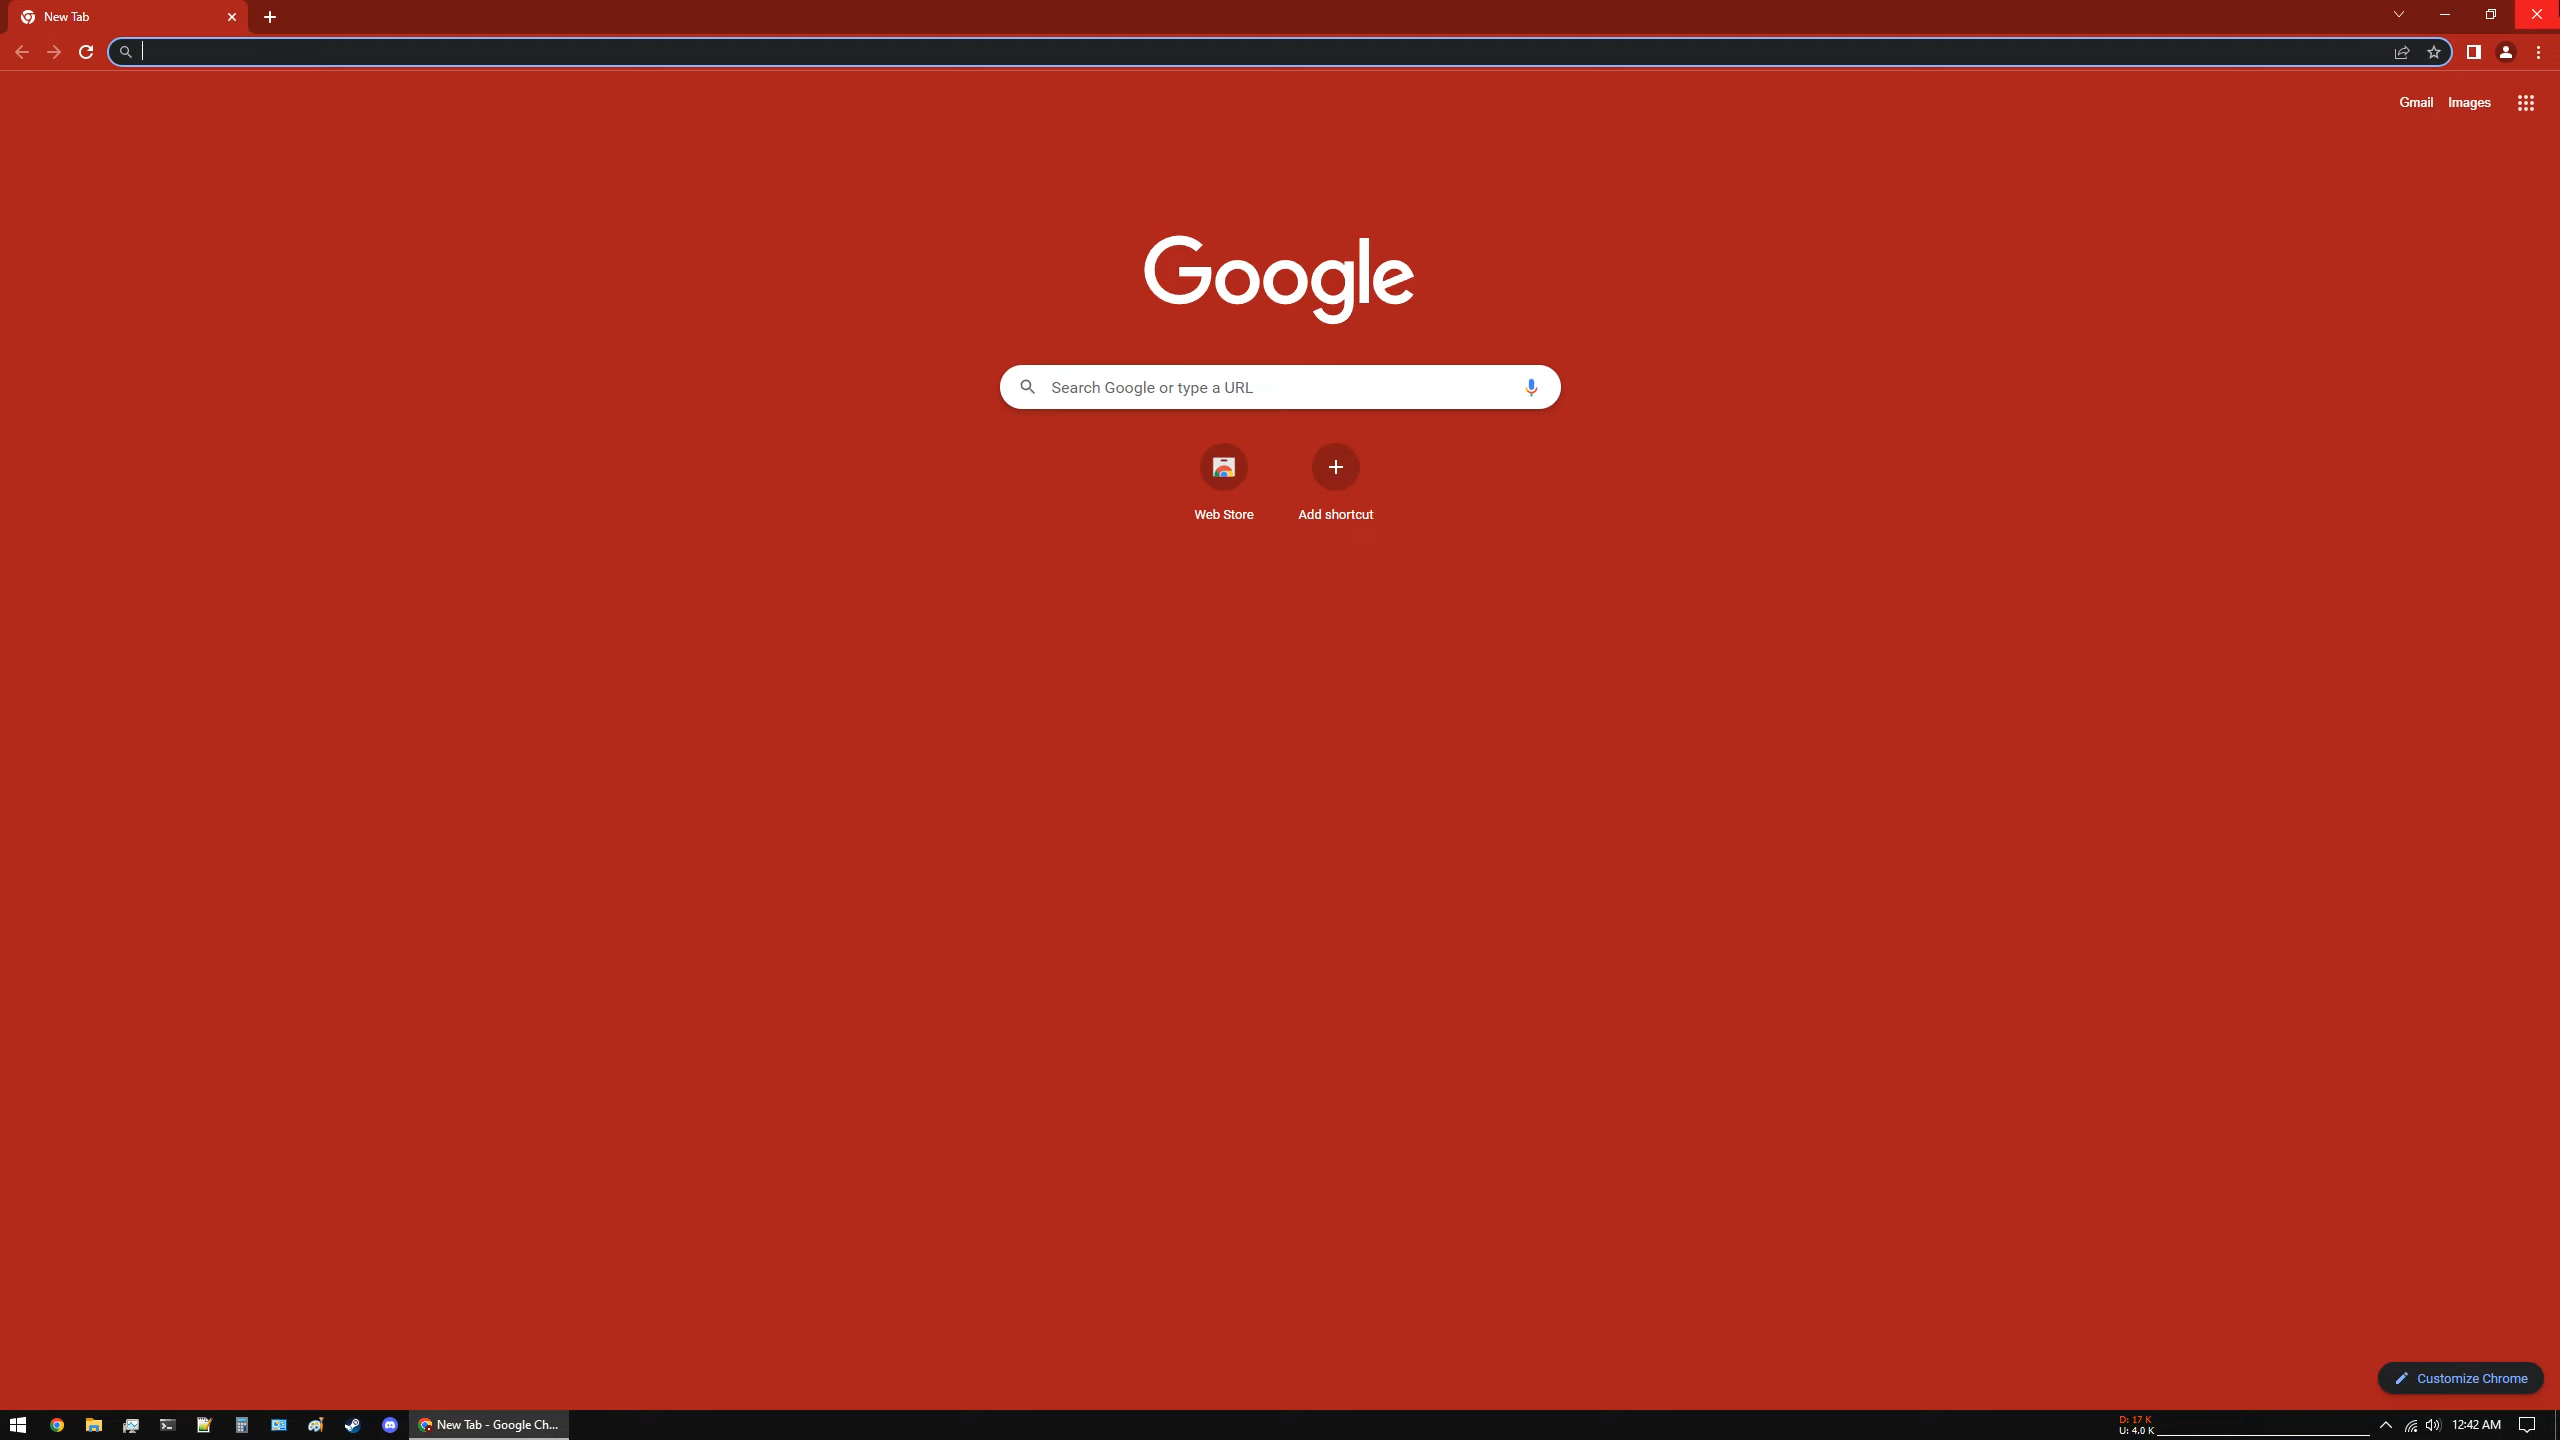 New Tab
Gmail Images
Google
Search Google or type a URL
Web Store
Add shortcut
Customize Chrome
New Tab - Google Ch...
D: 17 K
U: 4.0 K
12:42 AM